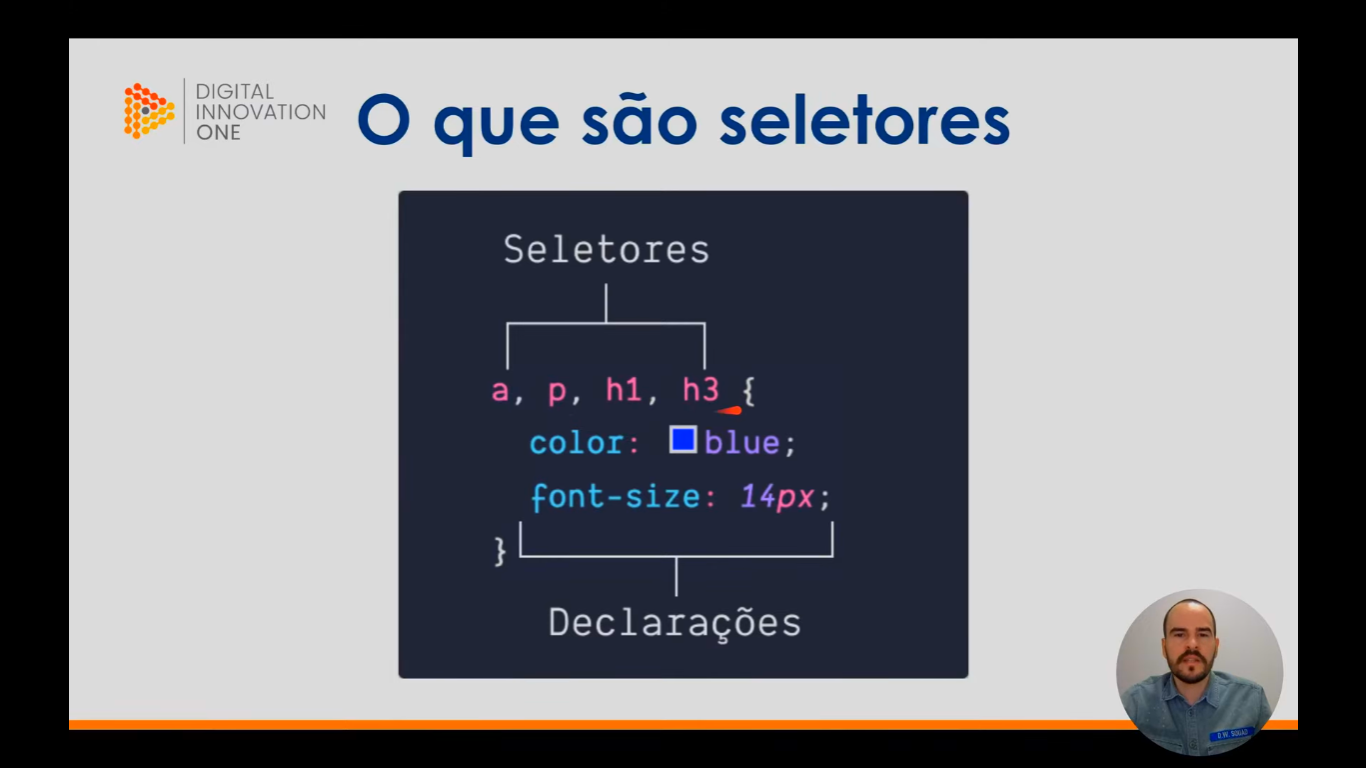 DIGITAL
INNOVATION
ONE
O que são seletores
Seletores
a, p, h1, h3 {
color: blue;
font-size: 14px;
}
Declarações